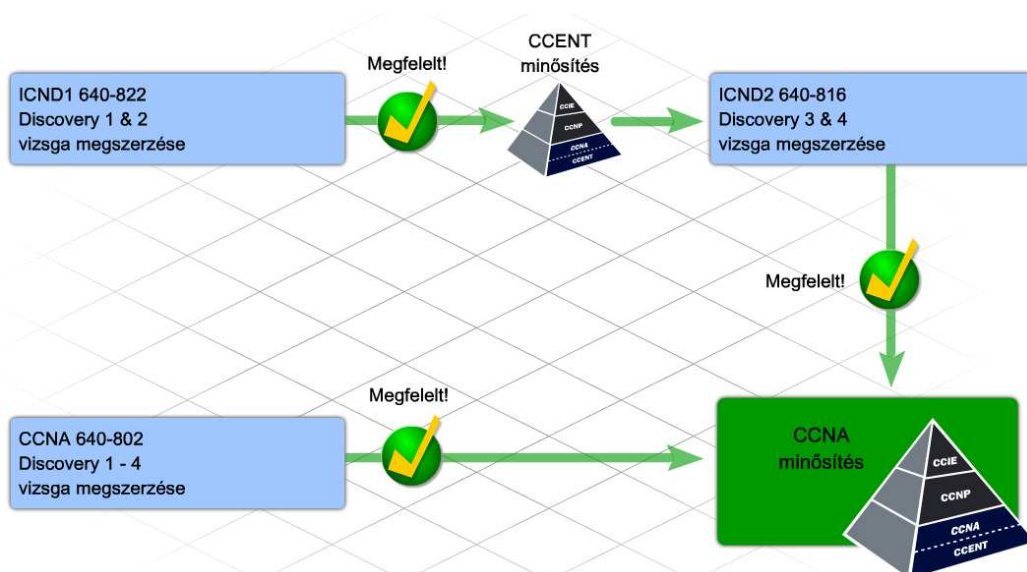 ICND1 640-822
Discovery 1 & 2
vizsga megszerzése
Megfelelt!
CCENT
minősítés
CCIE
CCNP
CCNA
CCENT
ICND2 640-816
Discovery 3 & 4
vizsga megszerzése
Megfelelt!
CCNA 640-802
Discovery 1 - 4
vizsga megszerzése
Megfelelt!
CCNA
minősítés
CCIE
CCNP
CCNA
CCENT